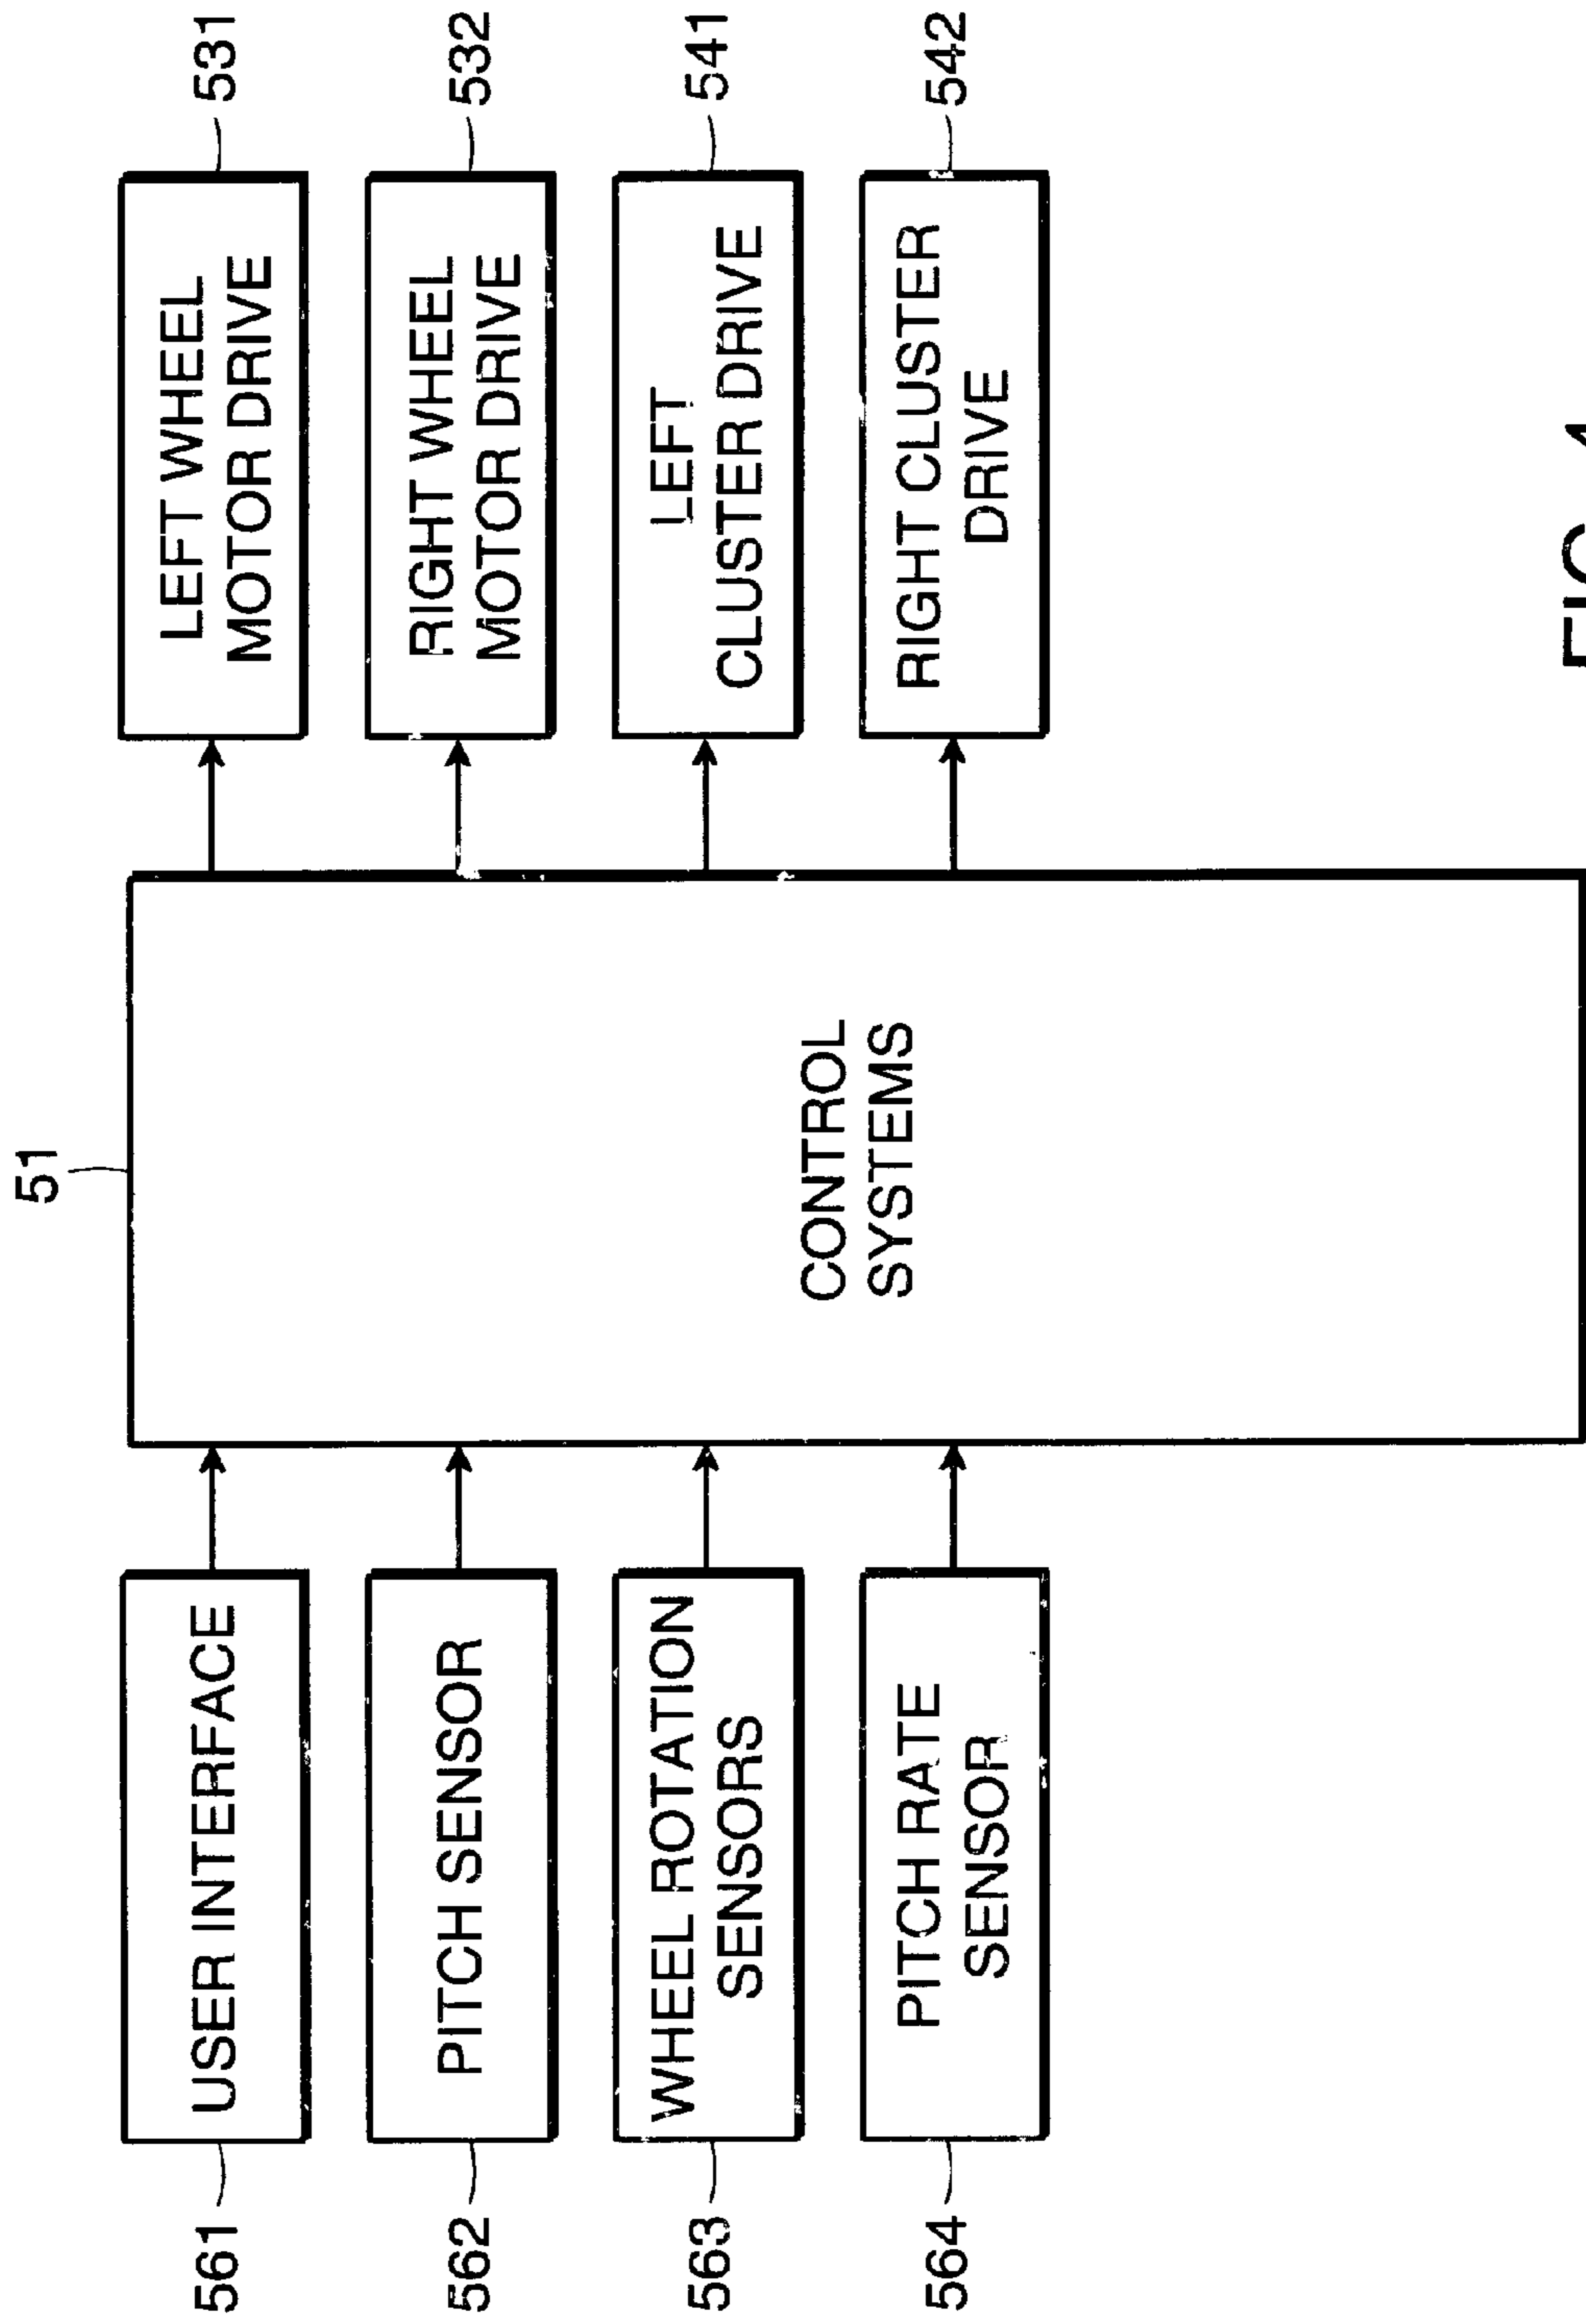 51
561
USER INTERFACE
562
PITCH SENSOR
563
WHEEL ROTATION
SENSORS
564
PITCH RATE
SENSOR
CONTROL
SYSTEMS
LEFT WHEEL
MOTOR DRIVE
531
RIGHT WHEEL
MOTOR DRIVE
532
LEFT
CLUSTER DRIVE
541
RIGHT CLUSTER
DRIVE
542